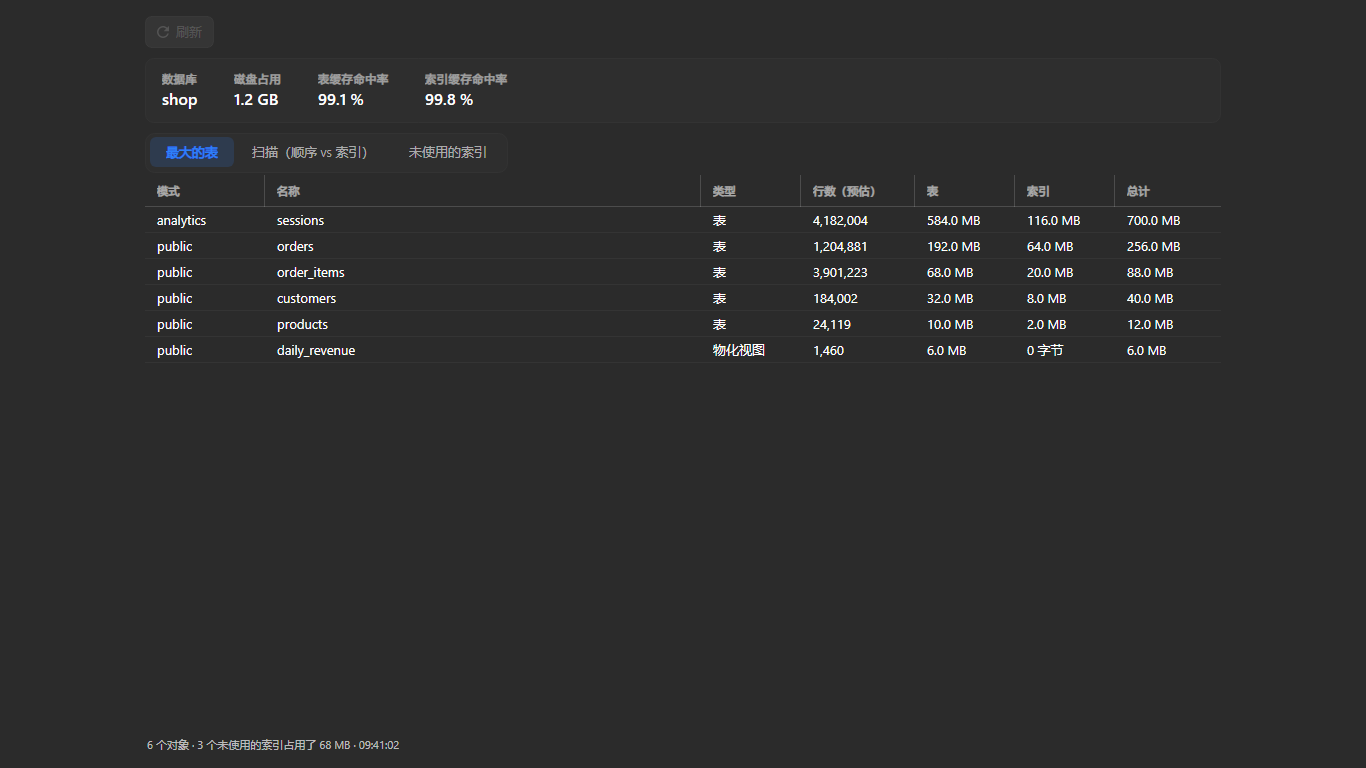 刷新
数据库 磁盘占用 表缓存命中率 索引缓存命中率
shop 1.2 GB 99.1 % 99.8 %
最大的表 扫描（顺序 vs 索引） 未使用的索引
模式 名称 类型 行数（预估） 表 索引 总计
analytics sessions 表 4,182,004 584.0 MB 116.0 MB 700.0 MB
public orders 表 1,204,881 192.0 MB 64.0 MB 256.0 MB
public order_items 表 3,901,223 68.0 MB 20.0 MB 88.0 MB
public customers 表 184,002 32.0 MB 8.0 MB 40.0 MB
public products 表 24,119 10.0 MB 2.0 MB 12.0 MB
public daily_revenue 物化视图 1,460 6.0 MB 0 字节 6.0 MB
6 个对象 · 3 个未使用的索引占用了 68 MB · 09:41:02